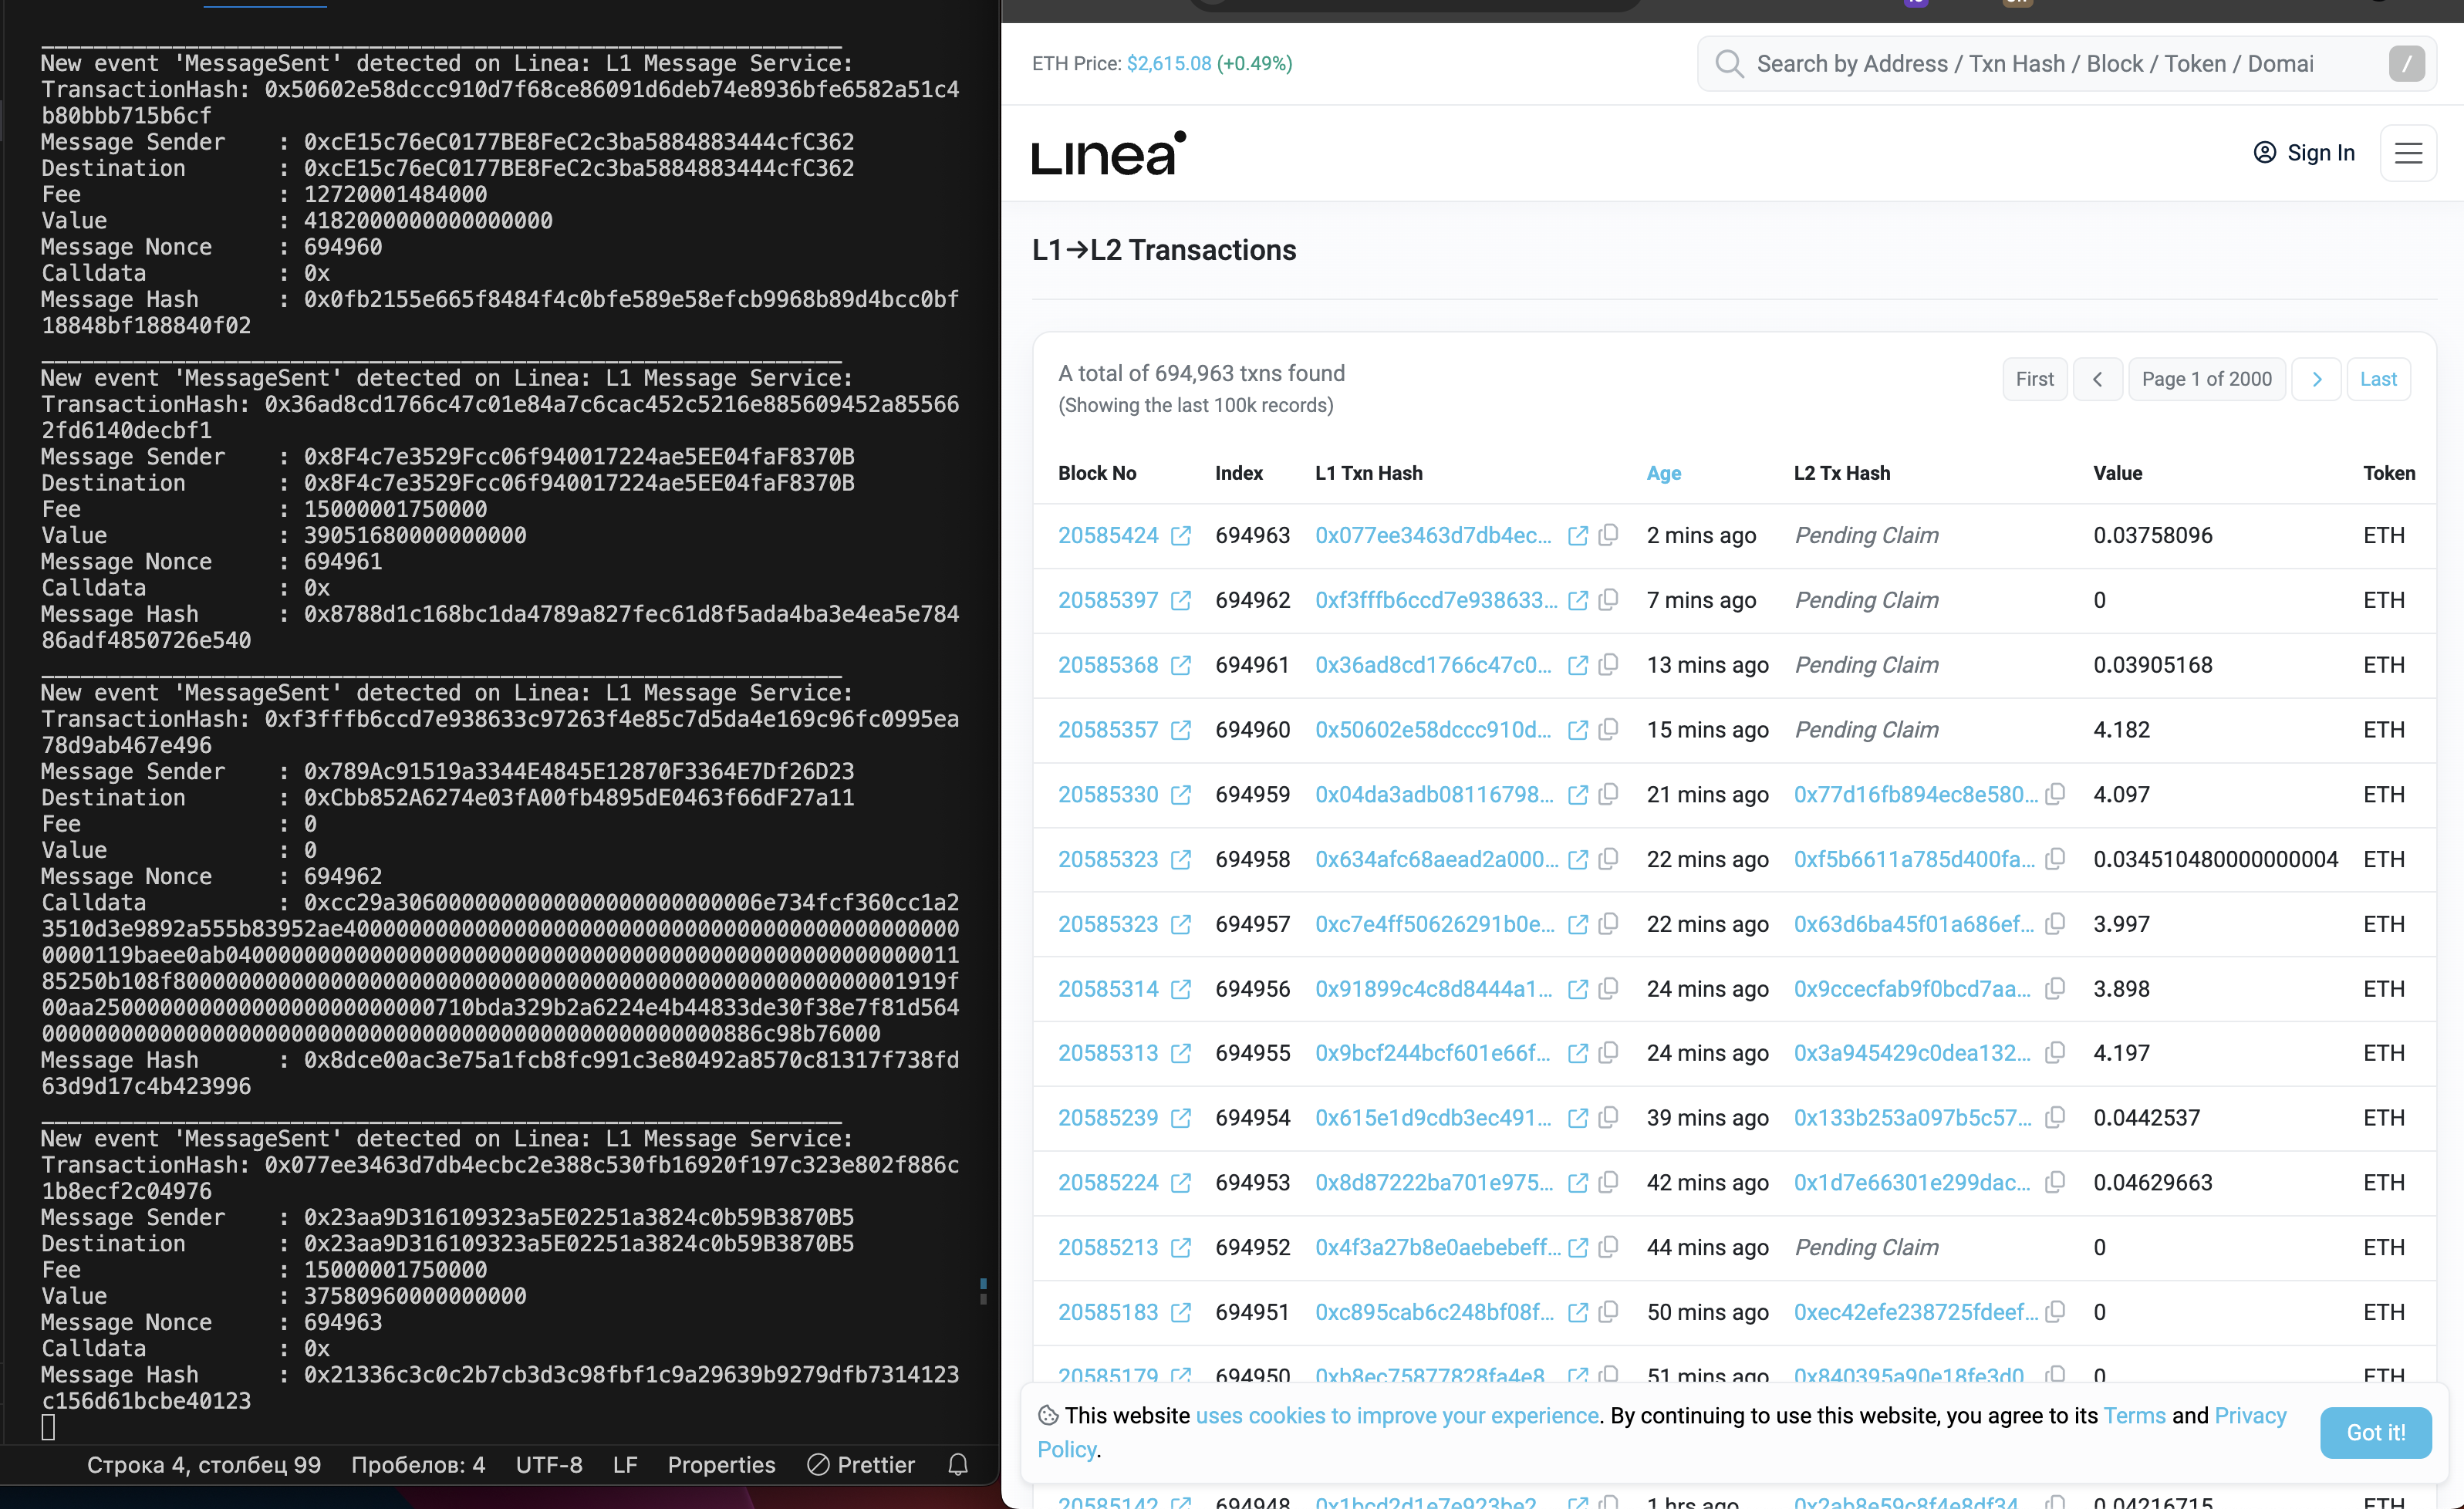 New event 'MessageSent' detected on Linea: L1 Message Service:
TransactionHash: 0x50602e58dccc910d7f68ce86091d6deb74e8936bfe6582a51c4
b80bbb715b6cf
Message Sender : 0xcE15c76eC0177BE8FeC2c3ba5884883444cfC362
Destination : 0xcE15c76eC0177BE8FeC2c3ba5884883444cfC362
Fee : 12720001484000
Value : 4182000000000000000
Message Nonce : 694960
Calldata : 0x
Message Hash : 0x0fb2155e665f8484f4c0bfe589e58efcb9968b89d4bcc0bf
18848bf188840f02
New event 'MessageSent' detected on Linea: L1 Message Service:
TransactionHash: 0x36ad8cd1766c47c01e84a7c6cac452c5216e885609452a85566
2fd6140decbf1
Message Sender : 0x8F4c7e3529Fcc06f940017224ae5EE04faF8370B
Destination : 0x8F4c7e3529Fcc06f940017224ae5EE04faF8370B
Fee : 15000001750000
Value : 39051680000000000
Message Nonce : 694961
Calldata : 0x
Message Hash : 0x8788d1c168bc1da4789a827fec61d8f5ada4ba3e4ea5e784
86adf4850726e540
New event 'MessageSent' detected on Linea: L1 Message Service:
TransactionHash: 0xf3fffb6ccd7e938633c97263f4e85c7d5da4e169c96fc0995ea
78d9ab467e496
Message Sender : 0x789Ac91519a3344E4845E12870F3364E7Df26D23
Destination : 0xCbb852A6274e03fA00fb4895dE0463f66dF27a11
Fee : 0
Value : 0
Message Nonce : 694962
Message Hash : 0x8dce00ac3e75a1fcb8fc991c3e80492a8570c81317f738fd
63d9d17c4b423996
New event 'MessageSent' detected on Linea: L1 Message Service:
TransactionHash: 0x077ee3463d7db4ecbc2e388c530fb16920f197c323e802f886c
1b8ecf2c04976
Message Sender : 0x23aa9D316109323a5E02251a3824c0b59B3870B5
Destination : 0x23aa9D316109323a5E02251a3824c0b59B3870B5
Fee : 15000001750000
Value : 37580960000000000
Message Nonce : 694963
Calldata : 0x
Message Hash : 0x21336c3c0c2b7cb3d3c98fbf1c9a29639b9279dfb7314123
c156d61bcbe40123
Строка 4, столбец 99 Пробелов: 4 UTF-8 LF Properties Prettier
ETH Price: $2,615.08 (+0.49%)
Search by Address / Txn Hash / Block / Token / Domai /
Linea
Sign In
L1→L2 Transactions
A total of 694,963 txns found
(Showing the last 100k records)
First Page 1 of 2000 Last
Block No Index L1 Txn Hash Age L2 Tx Hash Value Token
20585424 694963 0x077ee3463d7db4ec... 2 mins ago Pending Claim 0.03758096 ETH
20585397 694962 0xf3fffb6ccd7e938633... 7 mins ago Pending Claim 0 ETH
20585368 694961 0x36ad8cd1766c47c0... 13 mins ago Pending Claim 0.03905168 ETH
20585357 694960 0x50602e58dccc910d... 15 mins ago Pending Claim 4.182 ETH
20585330 694959 0x04da3adb08116798... 21 mins ago 0x77d16fb894ec8e580... 4.097 ETH
20585323 694958 0x634afc68aead2a000... 22 mins ago 0xf5b6611a785d400fa... 0.034510480000000004 ETH
20585323 694957 0xc7e4ff50626291b0e... 22 mins ago 0x63d6ba45f01a686ef... 3.997 ETH
20585314 694956 0x91899c4c8d8444a1... 24 mins ago 0x9ccecfab9f0bcd7aa... 3.898 ETH
20585313 694955 0x9bcf244bcf601e66f... 24 mins ago 0x3a945429c0dea132... 4.197 ETH
20585239 694954 0x615e1d9cdb3ec491... 39 mins ago 0x133b253a097b5c57... 0.0442537 ETH
20585224 694953 0x8d87222ba701e975... 42 mins ago 0x1d7e66301e299dac... 0.04629663 ETH
20585213 694952 0x4f3a27b8e0aebebeff... 44 mins ago Pending Claim 0 ETH
20585183 694951 0xc895cab6c248bf08f... 50 mins ago 0xec42efe238725fdeef... 0 ETH
20585179 694950 0xb8ec75877828fa4e8 51 mins ago 0x840395a90e18fe3d0 0 ETH
This website uses cookies to improve your experience. By continuing to use this website, you agree to its Terms and Privacy
Policy.
Got it!
20585142 694948 0x1bcd2d1e7e923be2 1 hrs ago 0x2ab8e59c8f4e8df34 0.04216715 ETH